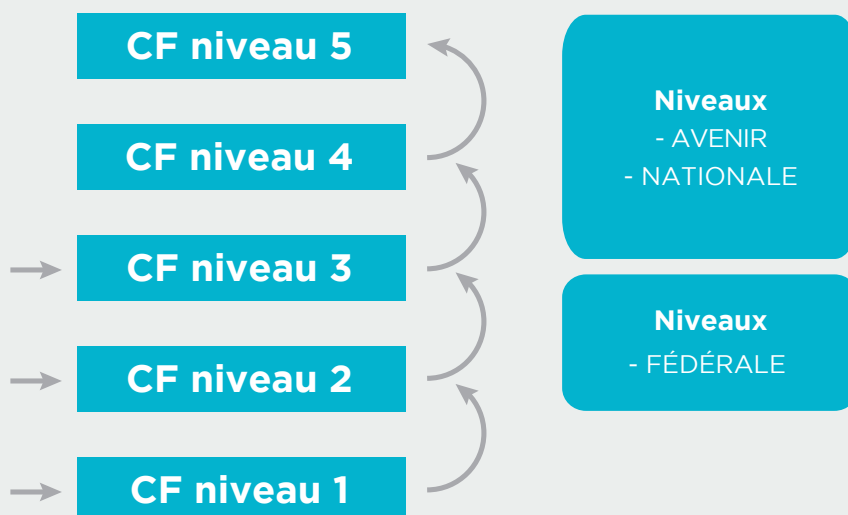 CF niveau 5
CF niveau 4
CF niveau 3
CF niveau 2
CF niveau 1
Niveaux
- AVENIR
- NATIONALE
Niveaux
- FÉDÉRALE